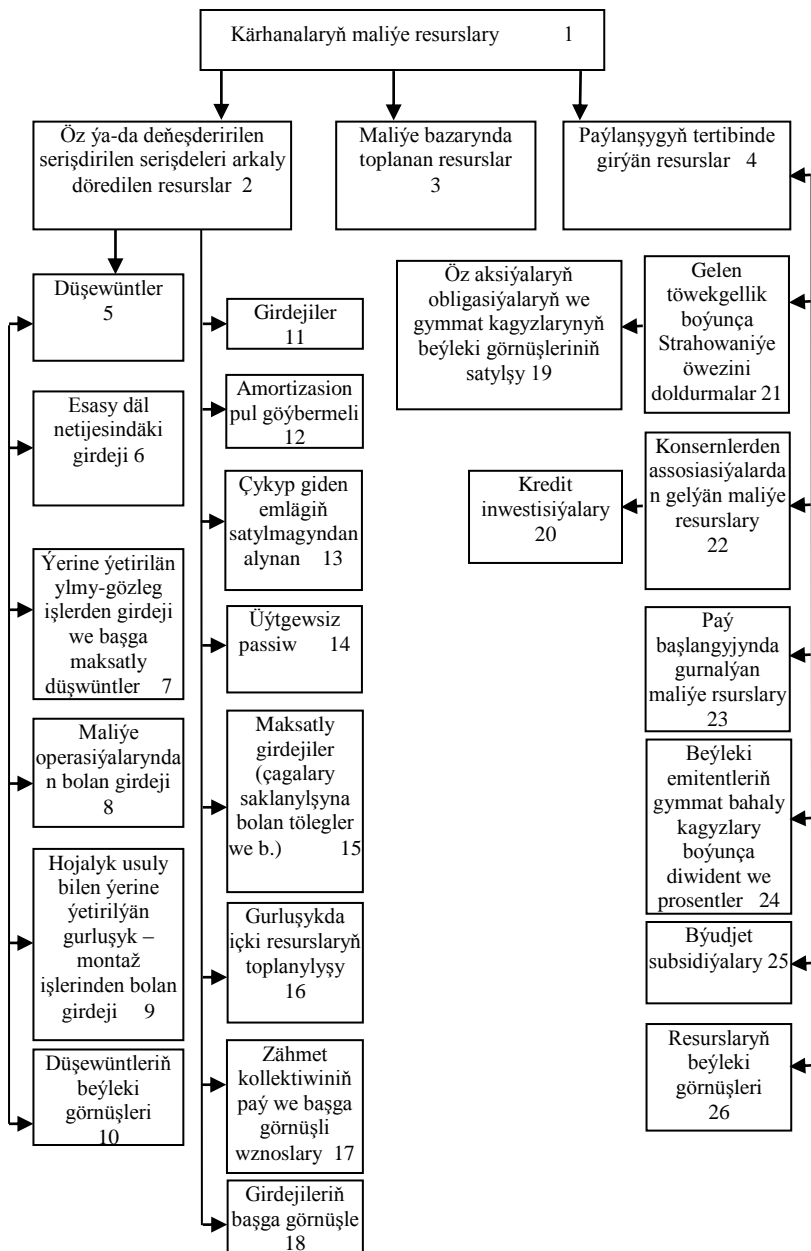 Kärhanalaryň maliýe resurslary 1
Öz ýa-da deňeşderirilen
serişdirilen serişdeleri arkaly
döredilen resurslar 2
Maliýe bazarynda
toplanan resurslar
3
Paýlanşygyň tertibinde
girýän resurslar 4
Düşewüntler
5
Esasy däl
netijesindäki
girdeji 6
Ýerine ýetirilän
ylmy-gözleg
işlerden girdeji
we başga
maksatly
düşwüntler 7
Maliýe
operasiýalaryndа
n bolan girdeji
8
Hojalyk usuly
bilen ýerine
ýetirilýän
gurluşyk –
montaž
işlerinden bolan
girdeji 9
Düşewüntleriň
beýleki
görnüşleri
10
Girdejiler
11
Amortizasion
pul göýbermeli
12
Çykyp giden
emlägiň
satylmagyndan
alynan 13
Üýtgewsiz
passiw 14
Maksatly
girdejiler
(çagalary
saklanylşyna
bolan tölegler
we b.) 15
Gurluşykda
içki resurslaryň
toplanylyşy
16
Zähmet
kollektiwiniň
paý we başga
görnüşli
wznoslary 17
Girdejileriň
başga görnüşle
18
Öz aksiýalaryň
obligasiýalaryň we
gymmat kagyzlarynyň
beýleki görnüşleriniň
satylşy 19
Kredit
inwestisiýalary
20
Gelen
töwekgellik
boýunça
Strahowaniýe
öwezini
doldurmalar 21
Konsernlerden
assosiasiýalarda
n gelýän maliýe
resurslary
22
Paý
başlangyjynda
gurnalýan
maliýe rsurslary
23
Beýleki
emitentleriň
gymmat bahaly
kagyzlary
boýunça
diwident we
prosentler 24
Býudjet
subsidiýalary 25
Resurslaryň
beýleki
görnüşleri
26